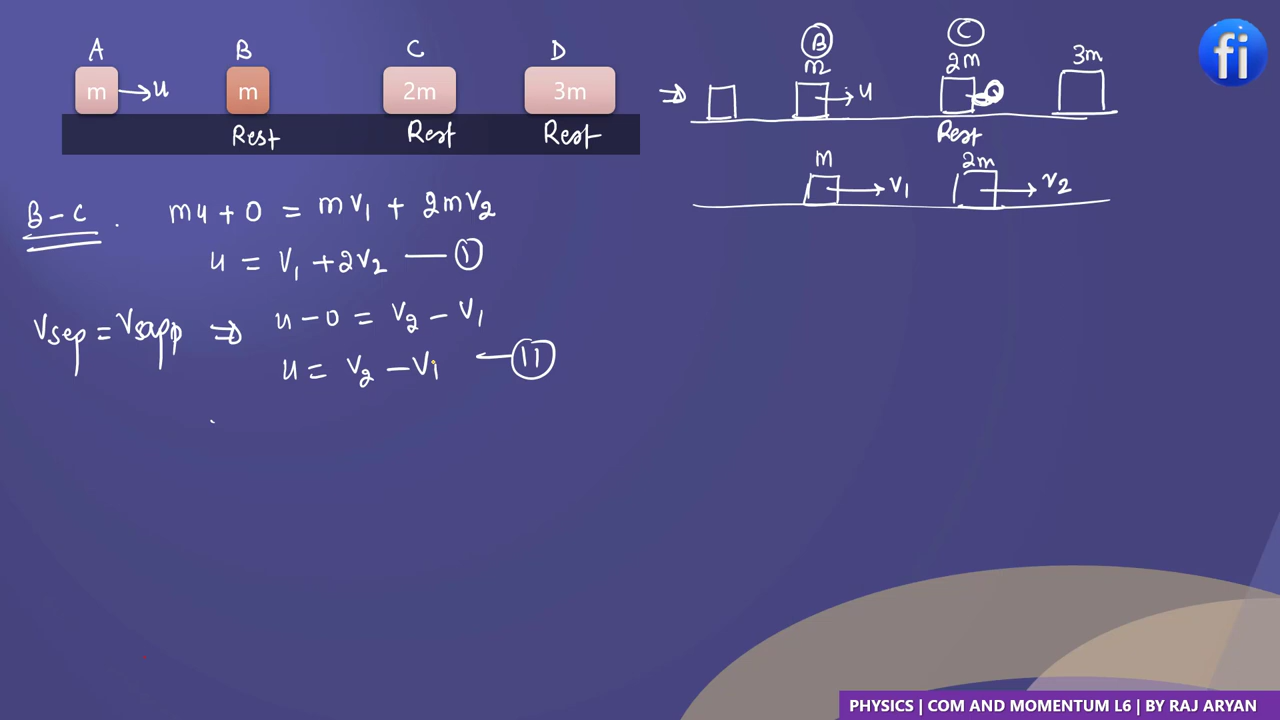 A B C D
m → u m 2m 3m
Rest Rest Rest
⇒ B C
m 2m 3m
→ u
Rest
m 2m
→ V₁ → V₂
B - C . mu + 0 = mV₁ + 2mV₂
u = V₁ + 2V₂ — I
Vsep = Vsapp ⇒ u - 0 = V₂ - V₁
u = V₂ - V₁ ← II
fi
PHYSICS | COM AND MOMENTUM L6 | BY RAJ ARYAN